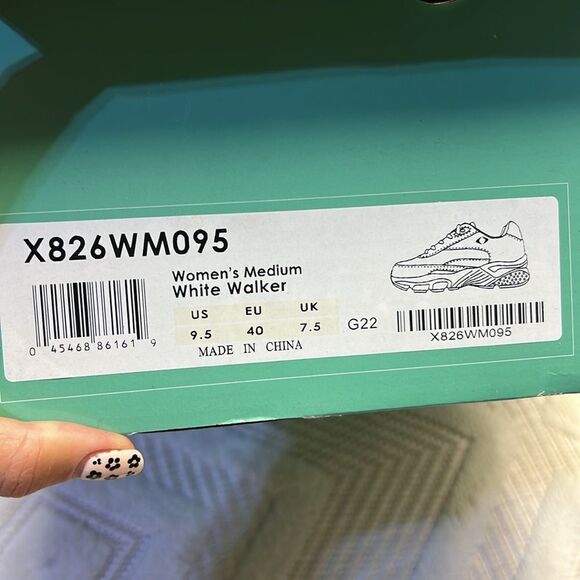 X826WM095
Women's Medium
White Walker
US EU UK
9.5 40 7.5
MADE IN CHINA
G22
0 45468 86161 9
X826WM095